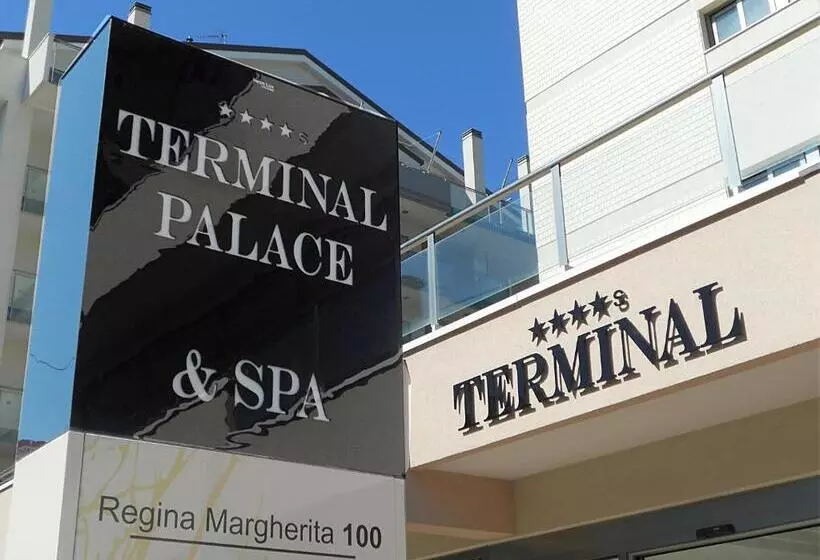 ★★★★S
TERMINAL
PALACE
& SPA
Regina Margherita 100
★★★★S
TERMINAL